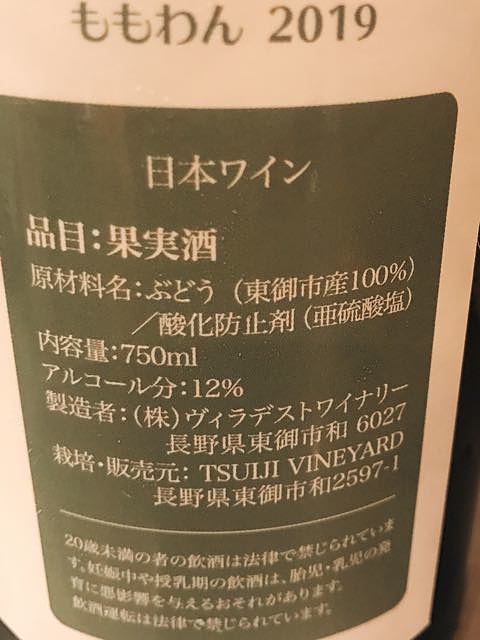 ももわん 2019
日本ワイン
品目：果実酒
原材料名：ぶどう（東御市産100%）
／酸化防止剤（亜硫酸塩）
内容量：750ml
アルコール分：12%
製造者：（株）ヴィラデストワイナリー
長野県東御市和 6027
栽培・販売元： TSUIJI VINEYARD
長野県東御市和2597-1
20歳未満の者の飲酒は法律で禁じられていま
す。妊娠中や授乳期の飲酒は、胎児・乳児の発
育に悪影響を与えるおそれがあります。
飲酒運転は法律で禁じられています。